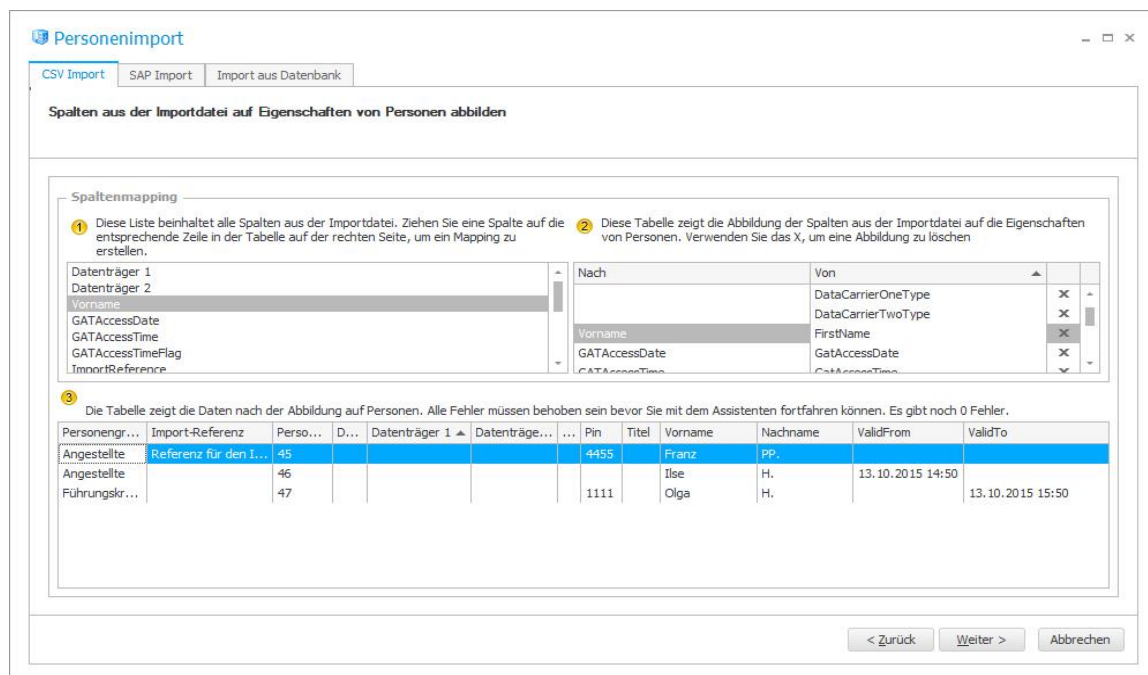 Personenimport
CSV Import SAP Import Import aus Datenbank
Spalten aus der Importdatei auf Eigenschaften von Personen abbilden
Spaltenmapping
1 Diese Liste beinhaltet alle Spalten aus der Importdatei. Ziehen Sie eine Spalte auf die
entsprechende Zeile in der Tabelle auf der rechten Seite, um ein Mapping zu
erstellen.
2 Diese Tabelle zeigt die Abbildung der Spalten aus der Importdatei auf die Eigenschaften
von Personen. Verwenden Sie das X, um eine Abbildung zu löschen
Datenträger 1
Datenträger 2
Vorname
GATAccessDate
GATAccessTime
GATAccessTimeFlag
ImportReference
Nach Von
DataCarrierOneType
DataCarrierTwoType
Vorname FirstName
GATAccessDate GatAccessDate
GATAccessTime GatAccessTime
3
Die Tabelle zeigt die Daten nach der Abbildung auf Personen. Alle Fehler müssen behoben sein bevor Sie mit dem Assistenten fortfahren können. Es gibt noch 0 Fehler.
Personengr... Import-Referenz Perso... D... Datenträger 1 Datenträge... ... Pin Titel Vorname Nachname ValidFrom ValidTo
Angestellte Referenz für den I... 45 4455 Franz PP.
Angestellte 46 Ilse H. 13.10.2015 14:50
Führungskr... 47 1111 Olga H. 13.10.2015 15:50
< Zurück Weiter > Abbrechen